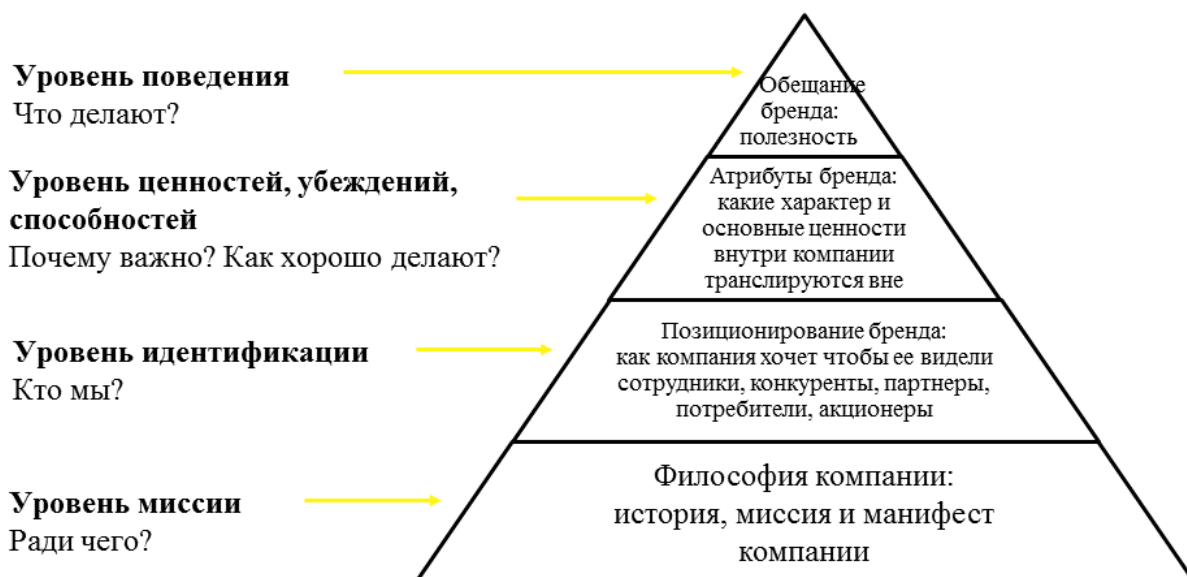 Уровень поведения
Что делают?
Обещание
бренда:
полезность
Уровень ценностей, убеждений,
способностей
Почему важно? Как хорошо делают?
Атрибуты бренда:
какие характер и
основные ценности
внутри компании
транслируются вне
Уровень идентификации
Кто мы?
Позиционирование бренда:
как компания хочет чтобы ее видели
сотрудники, конкуренты, партнеры,
потребители, акционеры
Уровень миссии
Ради чего?
Философия компании:
история, миссия и манифест
компании